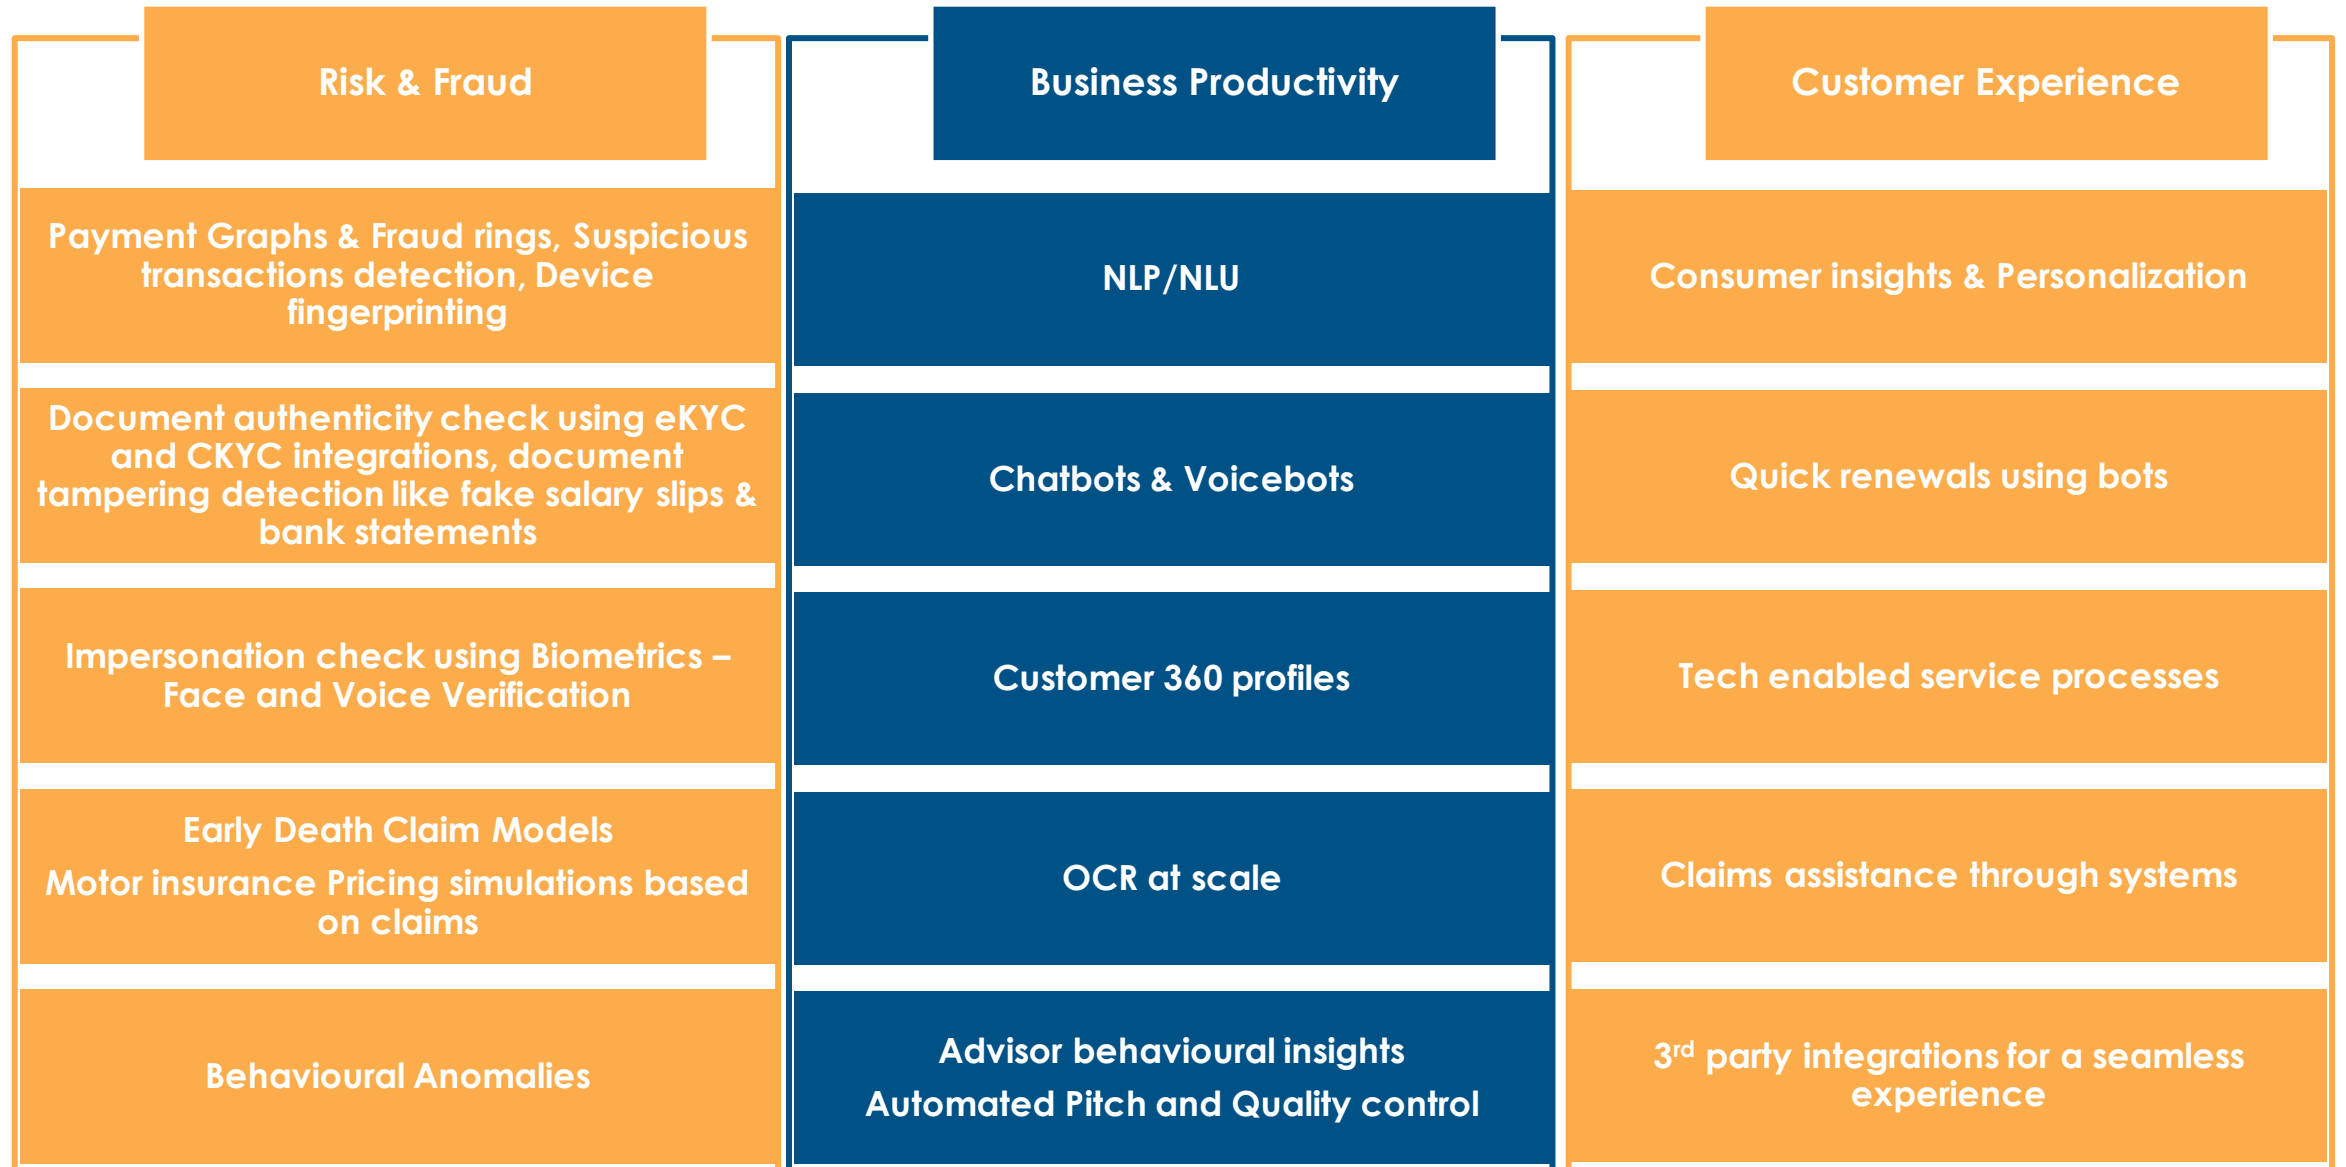 Risk & Fraud
Payment Graphs & Fraud rings, Suspicious
transactions detection, Device
fingerprinting
Document authenticity check using eKYC
and CKYC integrations, document
tampering detection like fake salary slips &
bank statements
Impersonation check using Biometrics –
Face and Voice Verification
Early Death Claim Models
Motor insurance Pricing simulations based
on claims
Behavioural Anomalies
Business Productivity
NLP/NLU
Chatbots & Voicebots
Customer 360 profiles
OCR at scale
Advisor behavioural insights
Automated Pitch and Quality control
Customer Experience
Consumer insights & Personalization
Quick renewals using bots
Tech enabled service processes
Claims assistance through systems
3rd party integrations for a seamless
experience